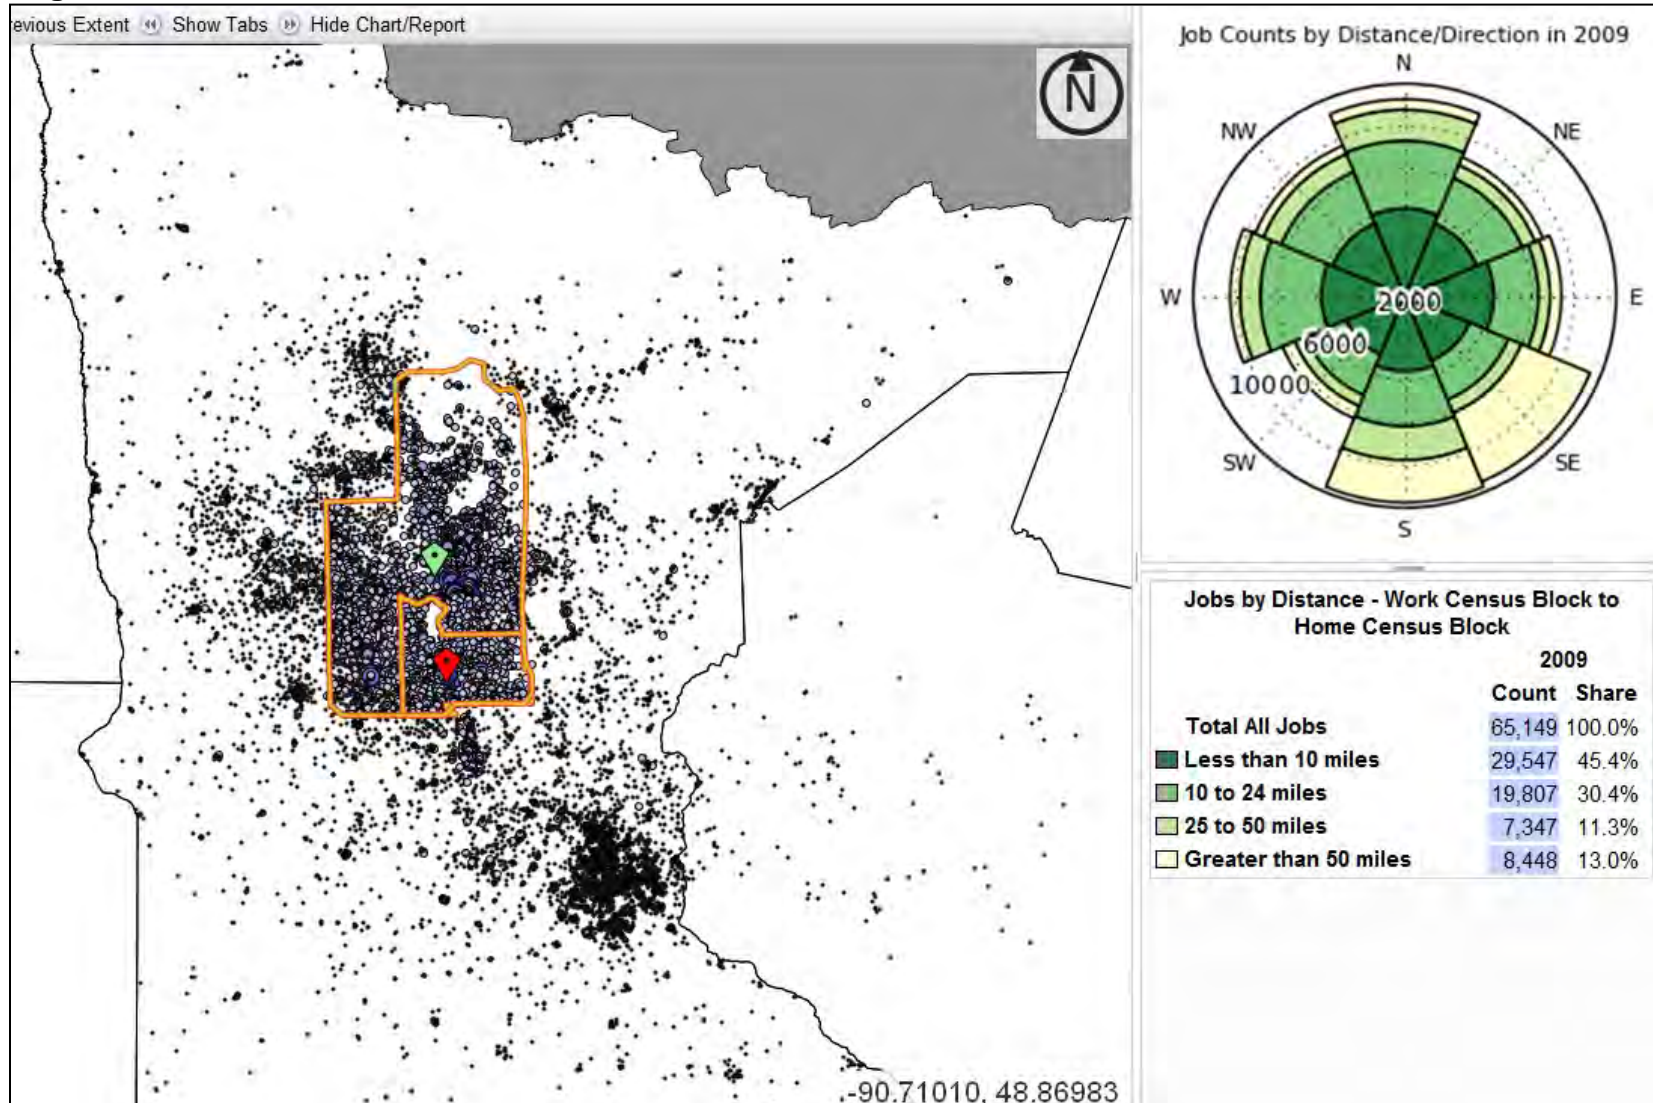 evious Extent Show Tabs Hide Chart/Report
N
-90.71010, 48.86983
Job Counts by Distance/Direction in 2009
N
NW NE
W E
2000
6000
10000
SW SE
S
Jobs by Distance - Work Census Block to
Home Census Block
2009
Count Share
Total All Jobs 65,149 100.0%
Less than 10 miles 29,547 45.4%
10 to 24 miles 19,807 30.4%
25 to 50 miles 7,347 11.3%
Greater than 50 miles 8,448 13.0%